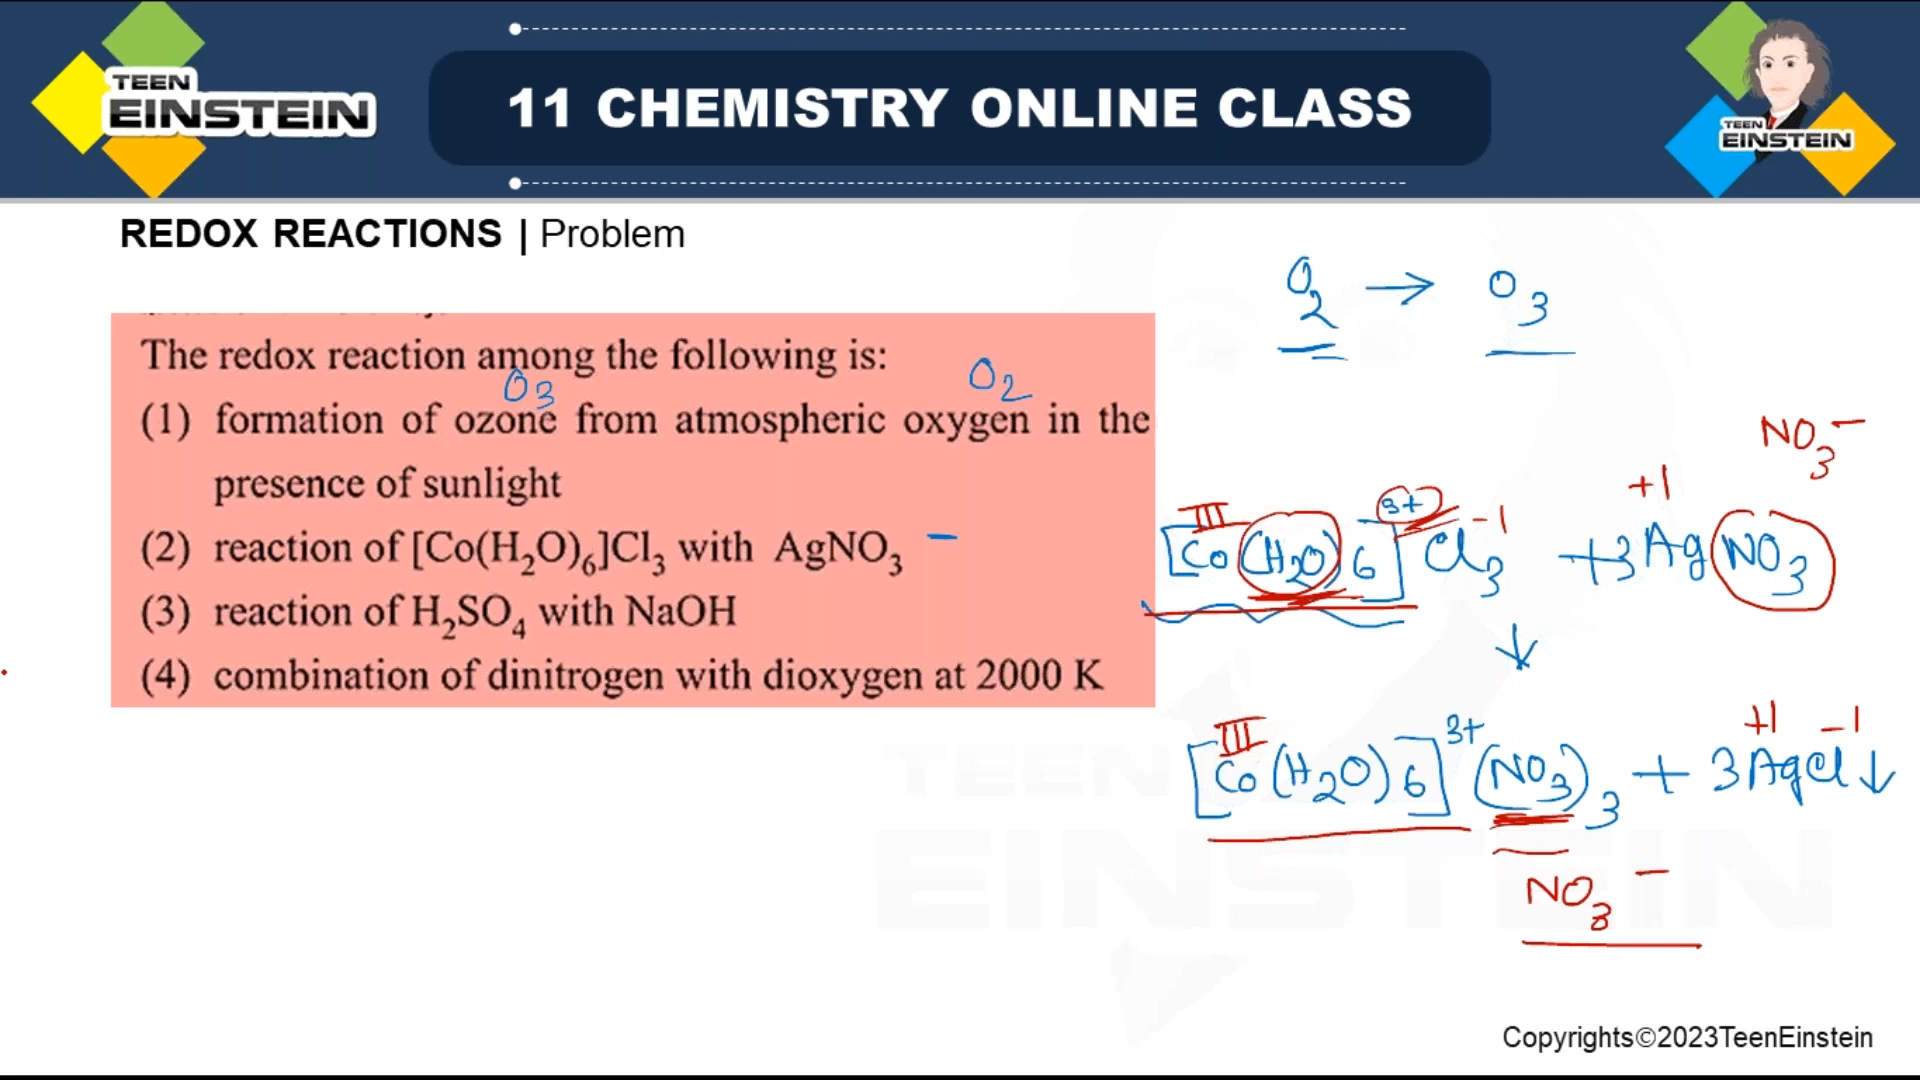 TEEN
EINSTEIN
11 CHEMISTRY ONLINE CLASS
TEEN
EINSTEIN
REDOX REACTIONS | Problem
The redox reaction among the following is:
O3
O2
(1) formation of ozone from atmospheric oxygen in the
presence of sunlight
(2) reaction of [Co(H₂O)₆]Cl₃ with AgNO₃ –
(3) reaction of H₂SO₄ with NaOH
(4) combination of dinitrogen with dioxygen at 2000 K
O₂ → O₃
NO₃⁻
III 3+ -1 +1
[Co(H₂O)6]Cl₃ +3AgNO₃
↓
III 3+ +1 -1
[Co(H₂O)6](NO₃)₃ + 3AgCl↓
NO₃⁻
TEEN
EINSTEIN
Copyrights©2023TeenEinstein